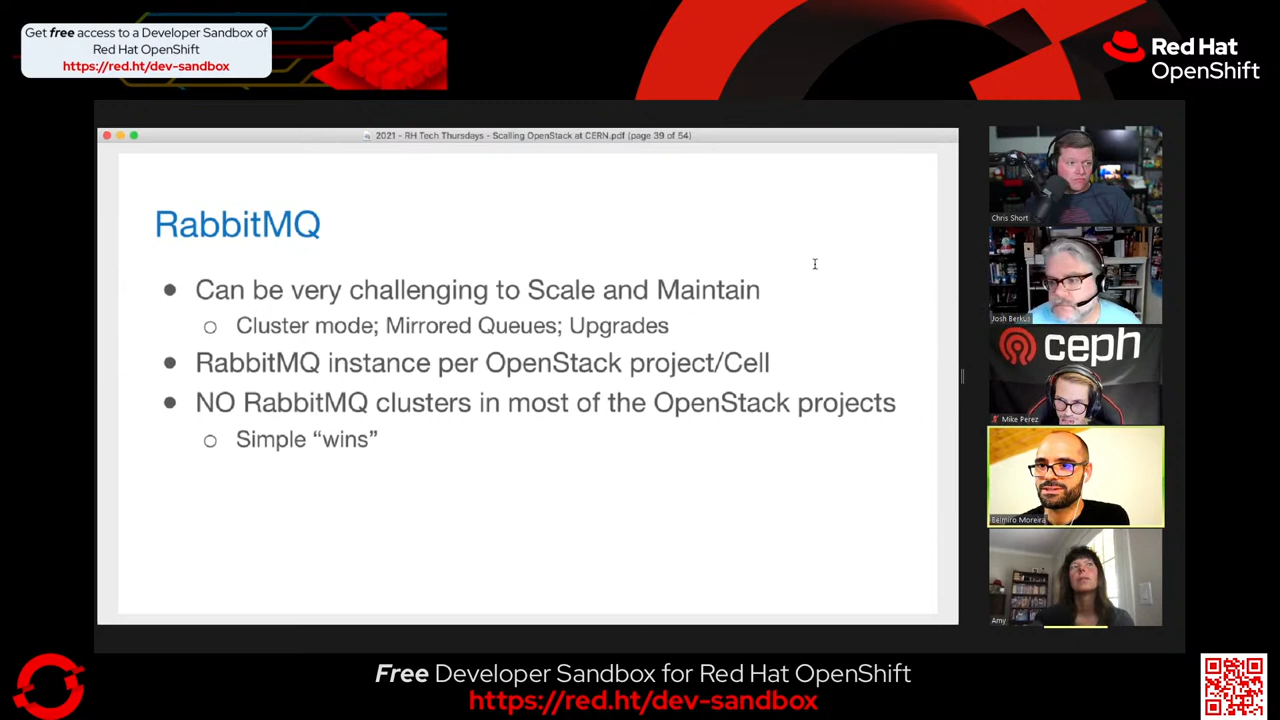 Get free access to a Developer Sandbox of
Red Hat OpenShift
https://red.ht/dev-sandbox
Red Hat
OpenShift
2021 - RH Tech Thursdays - Scalling OpenStack at CERN.pdf (page 39 of 54)
RabbitMQ
Can be very challenging to Scale and Maintain
Cluster mode; Mirrored Queues; Upgrades
RabbitMQ instance per OpenStack project/Cell
NO RabbitMQ clusters in most of the OpenStack projects
Simple “wins”
Chris Short
Josh Berkus
ceph
Mike Perez
Belmiro Moreira
Amy
Free Developer Sandbox for Red Hat OpenShift
https://red.ht/dev-sandbox